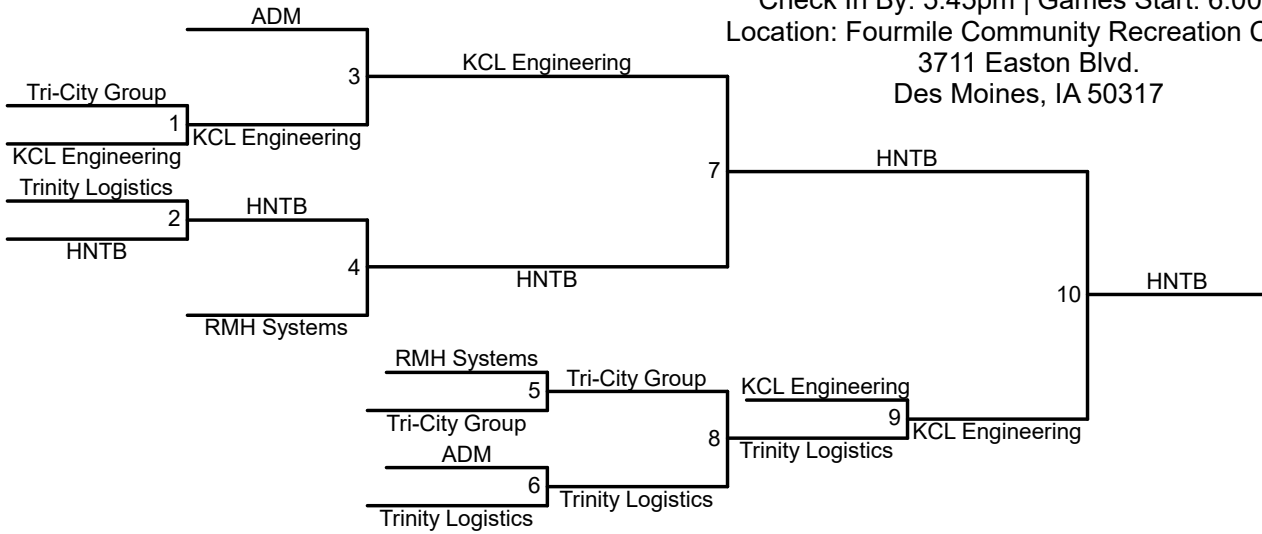 Check In By: 5:45pm | Games Start: 6:00
Location: Fourmile Community Recreation C
3711 Easton Blvd.
Des Moines, IA 50317
ADM
3
KCL Engineering
Tri-City Group
1
KCL Engineering
KCL Engineering
Trinity Logistics
2
HNTB
HNTB
4
HNTB
RMH Systems
7
HNTB
10
HNTB
RMH Systems
5
Tri-City Group
Tri-City Group
ADM
6
Trinity Logistics
Trinity Logistics
8
KCL Engineering
9
Trinity Logistics
KCL Engineering